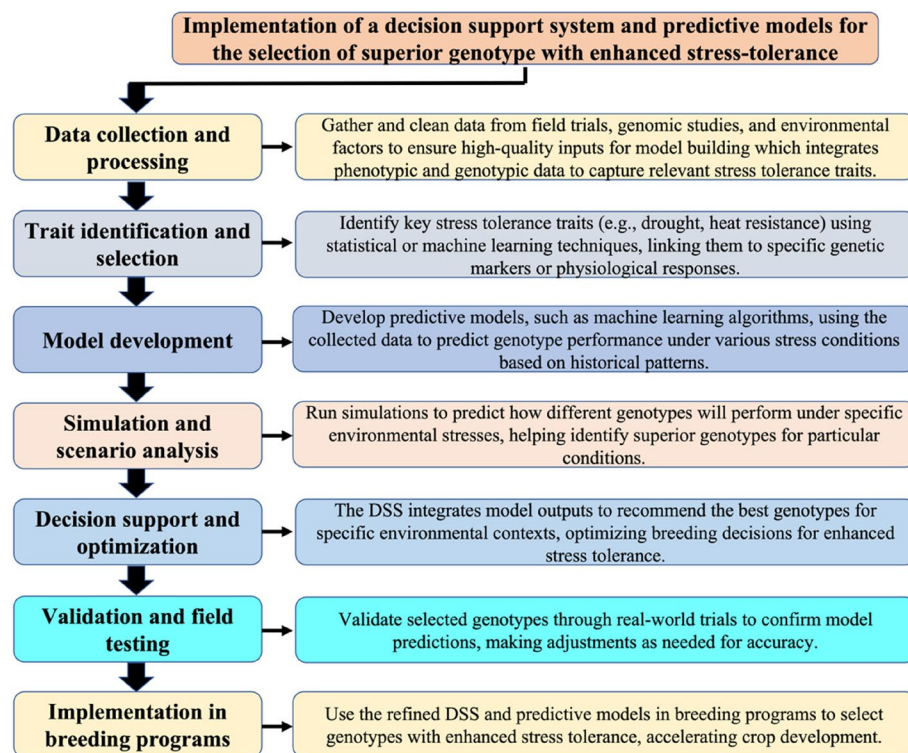 Implementation of a decision support system and predictive models for
the selection of superior genotype with enhanced stress-tolerance
Data collection and
processing
Gather and clean data from field trials, genomic studies, and environmental
factors to ensure high-quality inputs for model building which integrates
phenotypic and genotypic data to capture relevant stress tolerance traits.
Trait identification and
selection
Identify key stress tolerance traits (e.g., drought, heat resistance) using
statistical or machine learning techniques, linking them to specific genetic
markers or physiological responses.
Model development
Develop predictive models, such as machine learning algorithms, using the
collected data to predict genotype performance under various stress conditions
based on historical patterns.
Simulation and
scenario analysis
Run simulations to predict how different genotypes will perform under specific
environmental stresses, helping identify superior genotypes for particular
conditions.
Decision support and
optimization
The DSS integrates model outputs to recommend the best genotypes for
specific environmental contexts, optimizing breeding decisions for enhanced
stress tolerance.
Validation and field
testing
Validate selected genotypes through real-world trials to confirm model
predictions, making adjustments as needed for accuracy.
Implementation in
breeding programs
Use the refined DSS and predictive models in breeding programs to select
genotypes with enhanced stress tolerance, accelerating crop development.